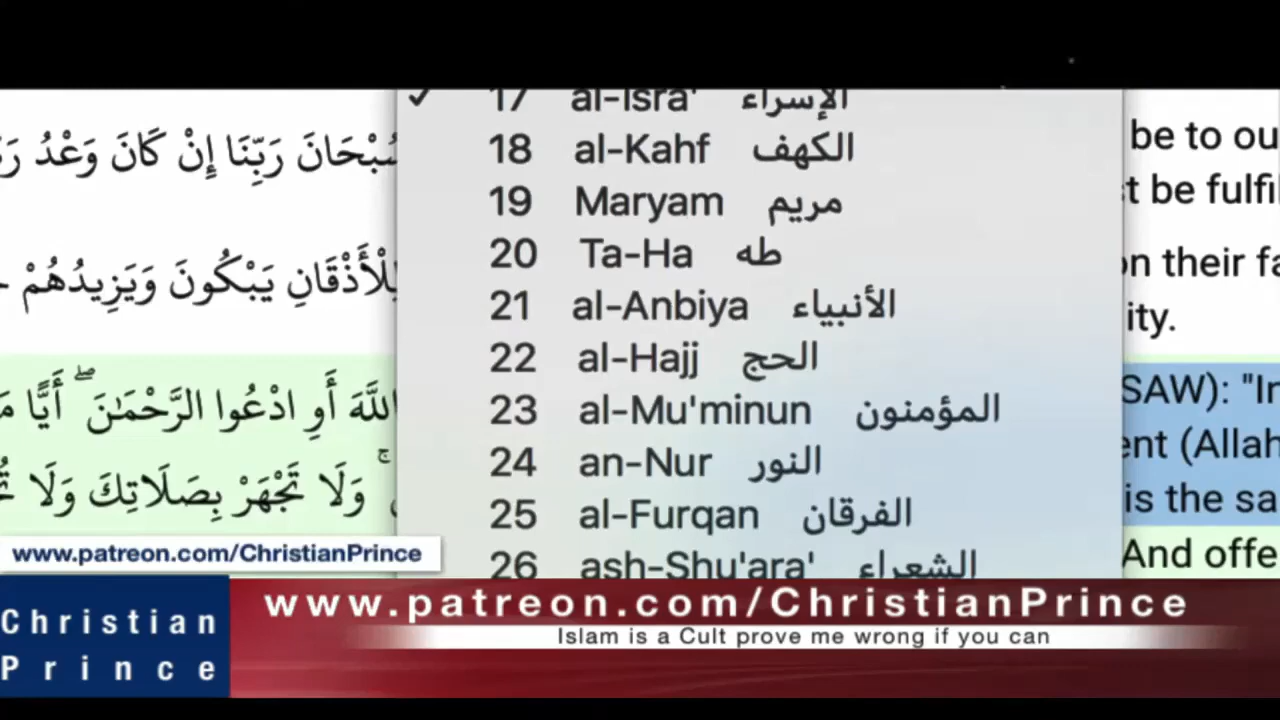 سُبْحَانَ رَبِّنَا إِنْ كَانَ وَعْدُ
لِلْأَذْقَانِ يَبْكُونَ وَيَزِيدُهُمْ
اللَّهَ أَوِ ادْعُوا الرَّحْمَـٰنَ ۖ أَيًّا
ۚ وَلَا تَجْهَرْ بِصَلَاتِكَ وَلَا
17 al-Isra' الإسراء
18 al-Kahf الكهف
19 Maryam مريم
20 Ta-Ha طه
21 al-Anbiya الأنبياء
22 al-Hajj الحج
23 al-Mu'minun المؤمنون
24 an-Nur النور
25 al-Furqan الفرقان
26 ash-Shu'ara' الشعراء
be to ou
t be fulfil
on their fa
ity.
SAW): "In
ent (Allah
is the sa
And offe
www.patreon.com/ChristianPrince
Christian
Prince
www.patreon.com/ChristianPrince
Islam is a Cult prove me wrong if you can